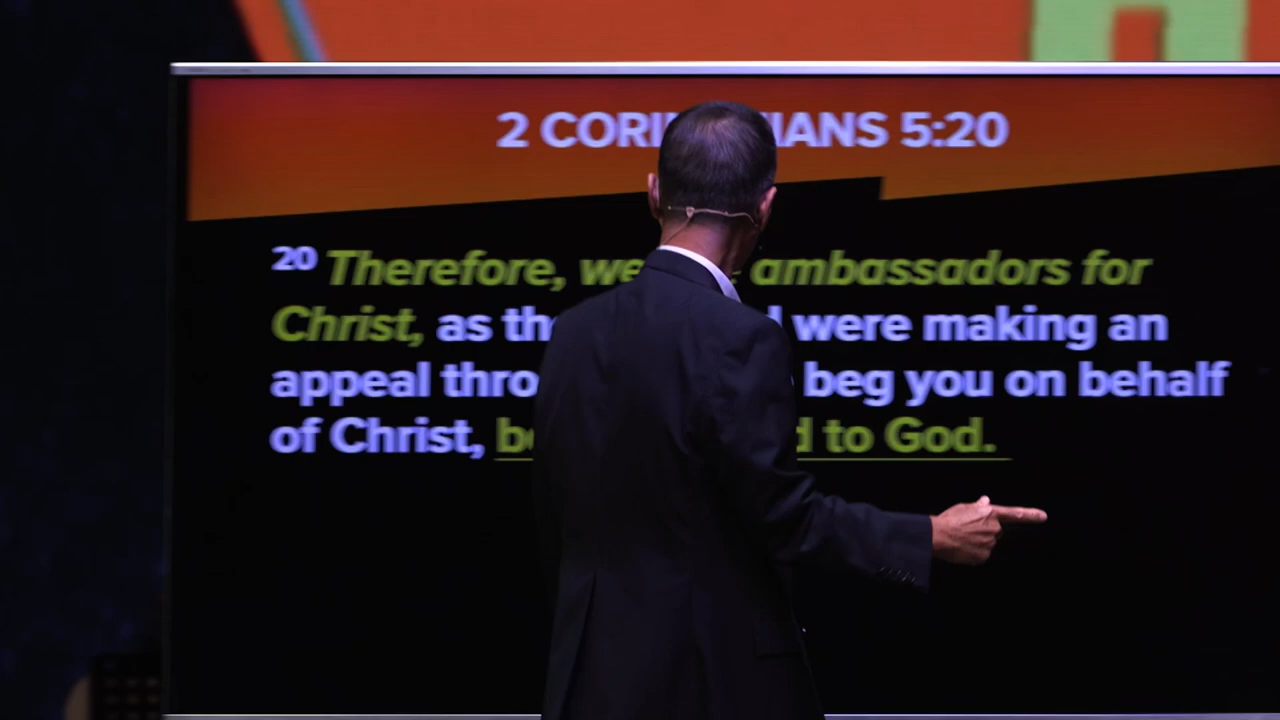 2 CORI IANS 5:20
20 Therefore, we ambassadors for
Christ, as th were making an
appeal thro beg you on behalf
of Christ, be d to God.